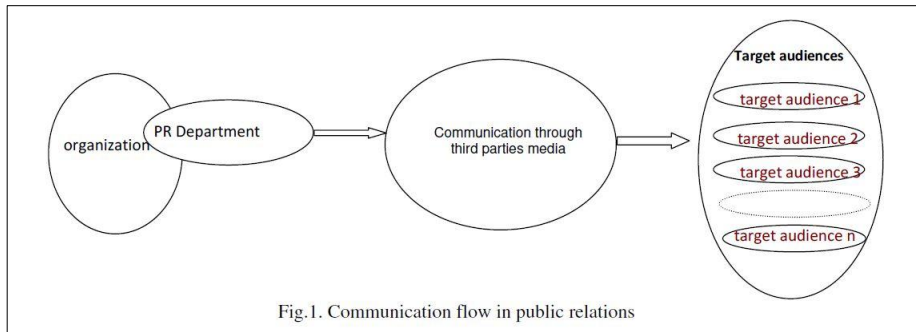 organization
PR Department
Communication through
third parties media
Target audiences
target audience 1
target audience 2
target audience 3
target audience n
Fig.1. Communication flow in public relations